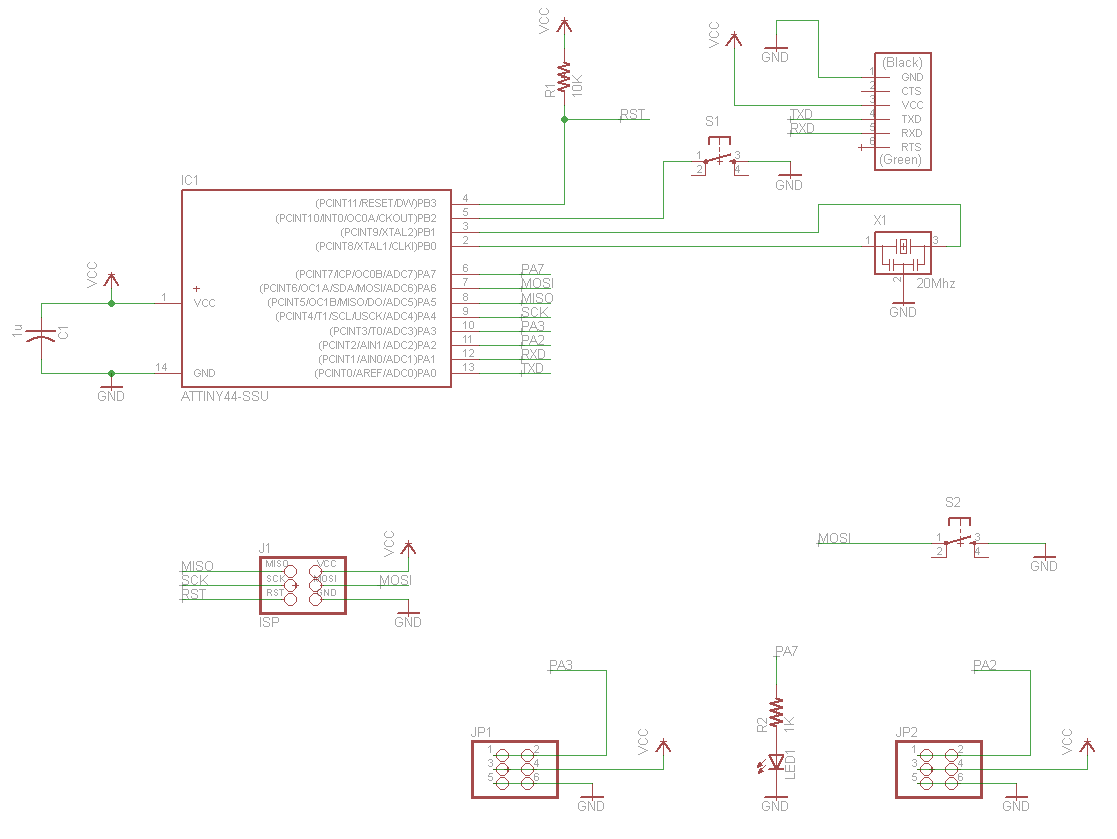 VCC
R1
10K
RST
VCC
GND
(Black)
1 GND
2 CTS
3 VCC
TXD 4 TXD
RXD 5 RXD
6 RTS
(Green)
S1
1 3
2 4
GND
IC1
(PCINT11/RESET/DW)PB3 4
(PCINT10/INT0/OC0A/CKOUT)PB2 5
(PCINT9/XTAL2)PB1 3
(PCINT8/XTAL1/CLKI)PB0 2
(PCINT7/ICP/OC0B/ADC7)PA7 6 PA7
(PCINT6/OC1A/SDA/MOSI/ADC6)PA6 7 MOSI
(PCINT5/OC1B/MISO/DO/ADC5)PA5 8 MISO
(PCINT4/T1/SCL/USCK/ADC4)PA4 9 SCK
(PCINT3/T0/ADC3)PA3 10 PA3
(PCINT2/AIN1/ADC2)PA2 11 PA2
(PCINT1/AIN0/ADC1)PA1 12 RXD
(PCINT0/AREF/ADC0)PA0 13 TXD
VCC
1 VCC
1u
C1
14 GND
GND
ATTINY44-SSU
X1
1 3
2
20Mhz
GND
S2
MOSI 1 3
2 4
GND
J1
VCC
MISO MISO VCC
SCK SCK MOSI MOSI
RST RST GND
ISP
GND
PA3
JP1
VCC
1 2
3 4
5 6
GND
PA7
R2
1K
LED1
GND
PA2
JP2
VCC
1 2
3 4
5 6
GND